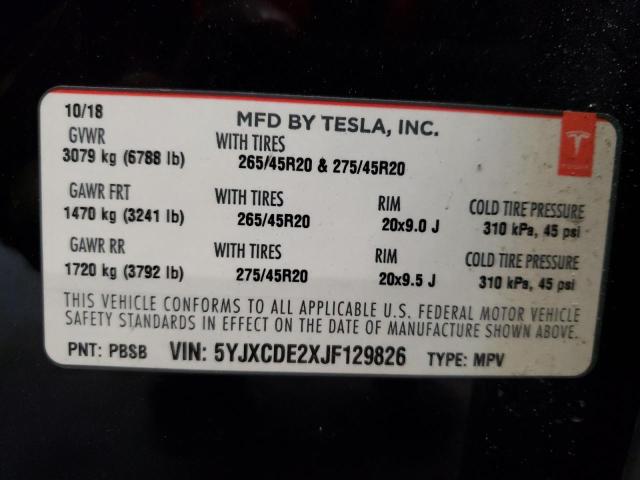 10/18
MFD BY TESLA, INC.
GVWR WITH TIRES
3079 kg (6788 lb) 265/45R20 & 275/45R20
GAWR FRT WITH TIRES RIM COLD TIRE PRESSURE
1470 kg (3241 lb) 265/45R20 20x9.0 J 310 kPa, 45 psi
GAWR RR WITH TIRES RIM COLD TIRE PRESSURE
1720 kg (3792 lb) 275/45R20 20x9.5 J 310 kPa, 45 psi
THIS VEHICLE CONFORMS TO ALL APPLICABLE U.S. FEDERAL MOTOR VEHICLE
SAFETY STANDARDS IN EFFECT ON THE DATE OF MANUFACTURE SHOWN ABOVE.
PNT: PBSB VIN: 5YJXCDE2XJF129826 TYPE: MPV